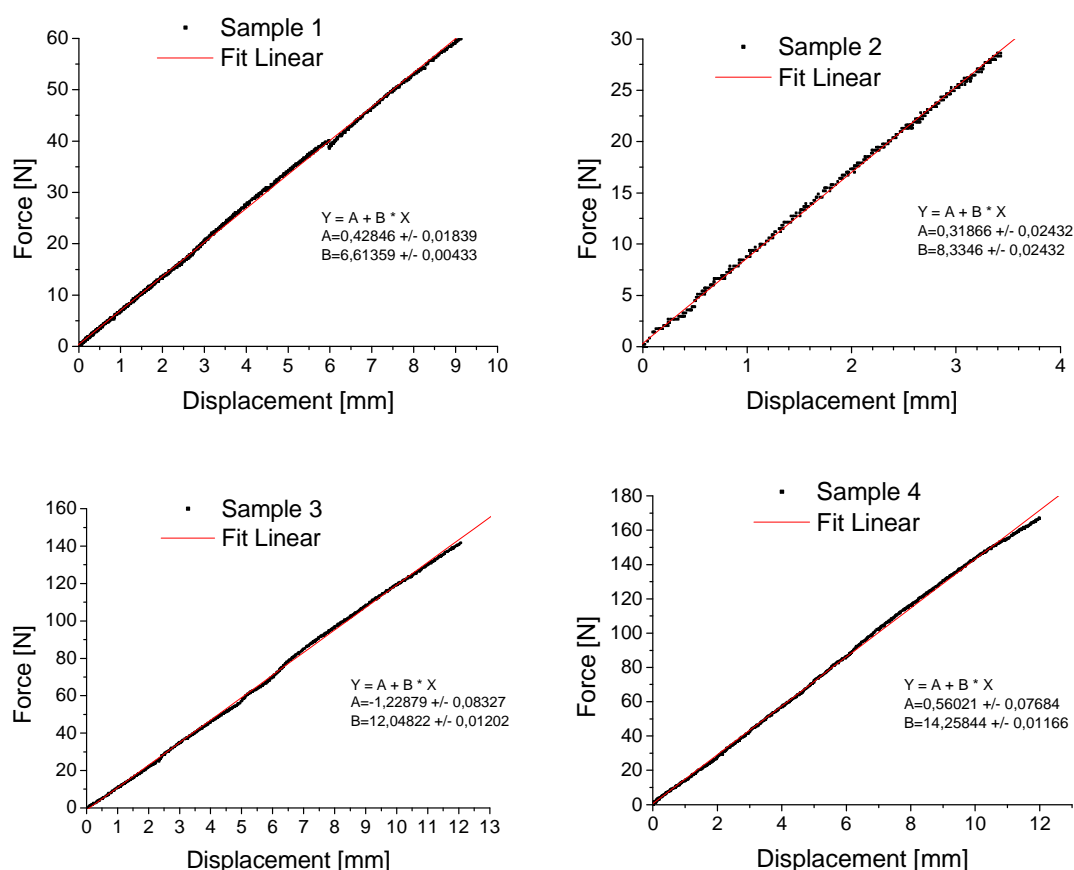 Sample 1
Fit Linear
60
50
40
30
20
10
0
Force [N]
Y = A + B * X
A=0,42846 +/- 0,01839
B=6,61359 +/- 0,00433
0 1 2 3 4 5 6 7 8 9 10
Displacement [mm]
Sample 2
Fit Linear
30
25
20
15
10
5
0
Force [N]
Y = A + B * X
A=0,31866 +/- 0,02432
B=8,3346 +/- 0,02432
0 1 2 3 4
Displacement [mm]
Sample 3
Fit Linear
160
140
120
100
80
60
40
20
0
Force [N]
Y = A + B * X
A=-1,22879 +/- 0,08327
B=12,04822 +/- 0,01202
0 1 2 3 4 5 6 7 8 9 10 11 12 13
Displacement [mm]
Sample 4
Fit Linear
180
160
140
120
100
80
60
40
20
0
Force [N]
Y = A + B * X
A=0,56021 +/- 0,07684
B=14,25844 +/- 0,01166
0 2 4 6 8 10 12
Displacement [mm]